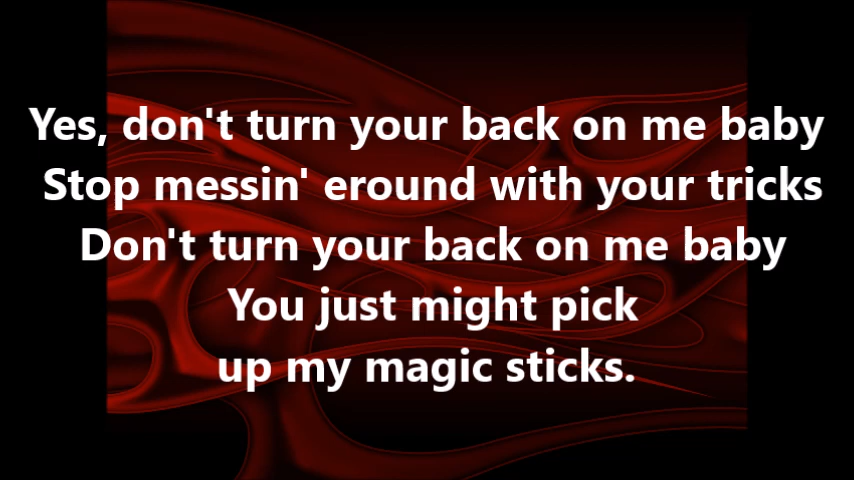 Yes, don't turn your back on me baby
Stop messin' eround with your tricks
Don't turn your back on me baby
You just might pick
up my magic sticks.